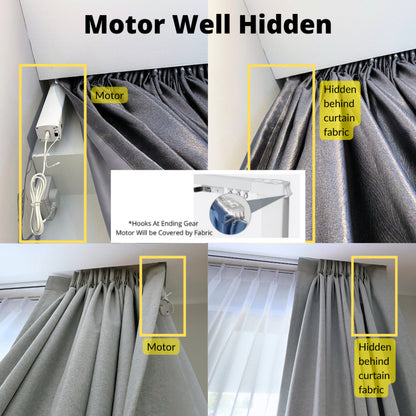 Motor Well Hidden
Motor
Hidden
behind
curtain
fabric
*Hooks At Ending Gear
Motor Will be Covered by Fabric
Motor
Hidden
behind
curtain
fabric